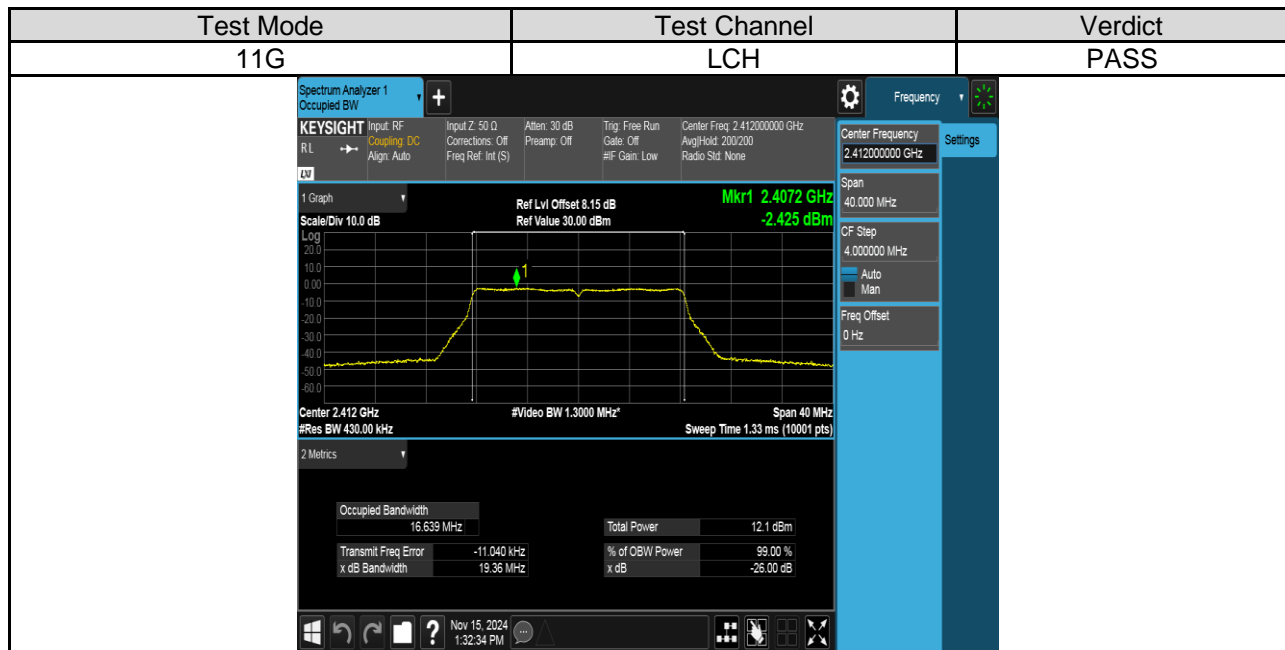 Test Mode Test Channel Verdict
11G LCH PASS
Spectrum Analyzer 1
Occupied BW
+
Frequency
KEYSIGHT Input: RF Input Z: 50 Ω Atten: 30 dB Trig: Free Run Center Freq: 2.412000000 GHz
RL Coupling: DC Corrections: Off Preamp: Off Gate: Off Avg|Hold: 200/200
Align: Auto Freq Ref: Int (S) #IF Gain: Low Radio Std: None
LXI
Center Frequency
2.412000000 GHz
Settings
Span
40.000 MHz
CF Step
4.000000 MHz
Auto
Man
Freq Offset
0 Hz
1 Graph Ref Lvl Offset 8.15 dB Mkr1 2.4072 GHz
Scale/Div 10.0 dB Ref Value 30.00 dBm -2.425 dBm
Log
20.0
10.0
1
0.00
-10.0
-20.0
-30.0
-40.0
-50.0
-60.0
Center 2.412 GHz #Video BW 1.3000 MHz* Span 40 MHz
#Res BW 430.00 kHz Sweep Time 1.33 ms (10001 pts)
2 Metrics
Occupied Bandwidth
16.639 MHz Total Power 12.1 dBm
Transmit Freq Error -11.040 kHz % of OBW Power 99.00 %
x dB Bandwidth 19.36 MHz x dB -26.00 dB
? Nov 15, 2024
1:32:34 PM